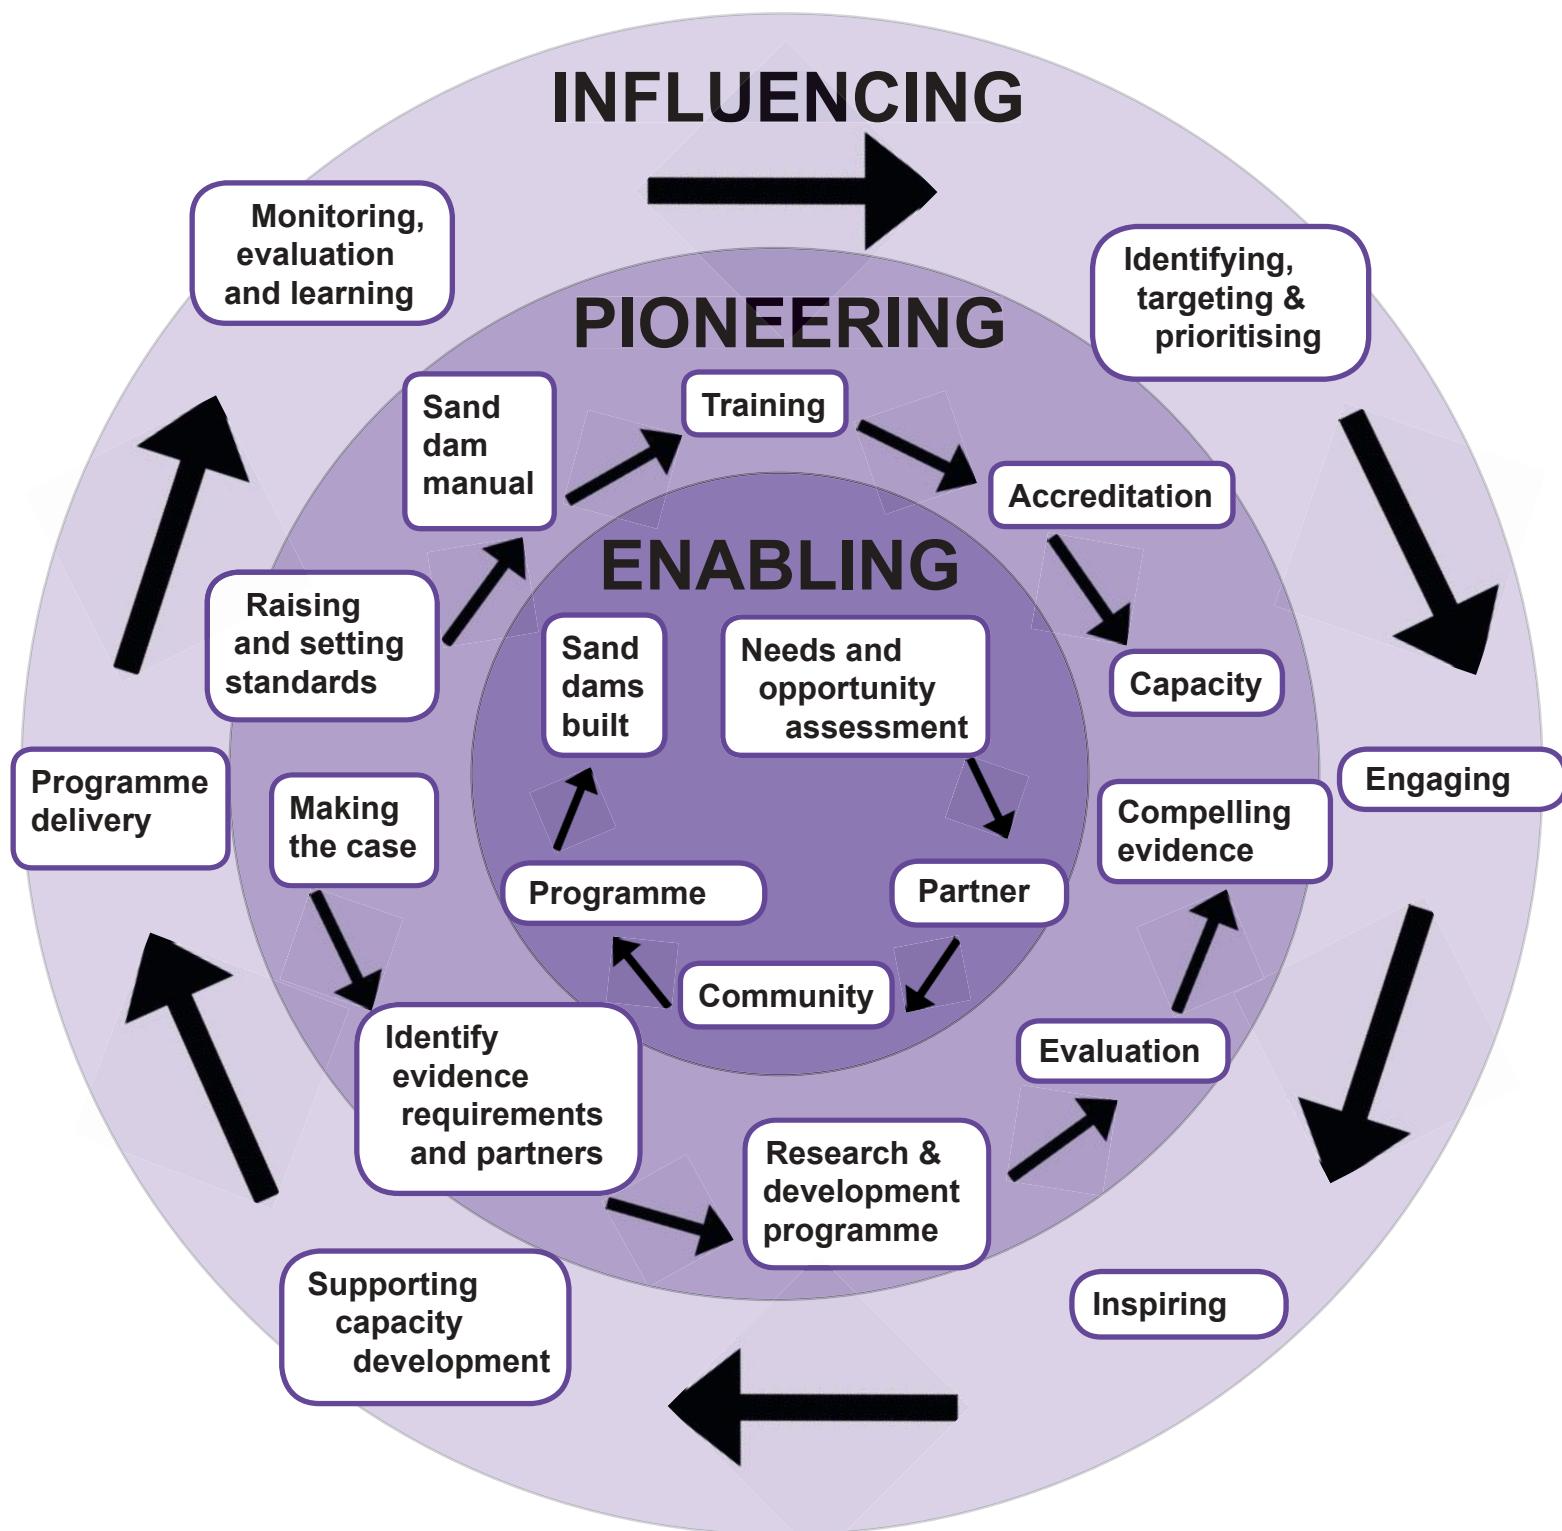 INFLUENCING
Monitoring,
evaluation
and learning
Identifying,
targeting &
prioritising
Engaging
Inspiring
Supporting
capacity
development
Programme
delivery
PIONEERING
Raising
and setting
standards
Sand
dam
manual
Training
Accreditation
Capacity
Making
the case
Identify
evidence
requirements
and partners
Research &
development
programme
Evaluation
Compelling
evidence
ENABLING
Needs and
opportunity
assessment
Partner
Community
Programme
Sand
dams
built